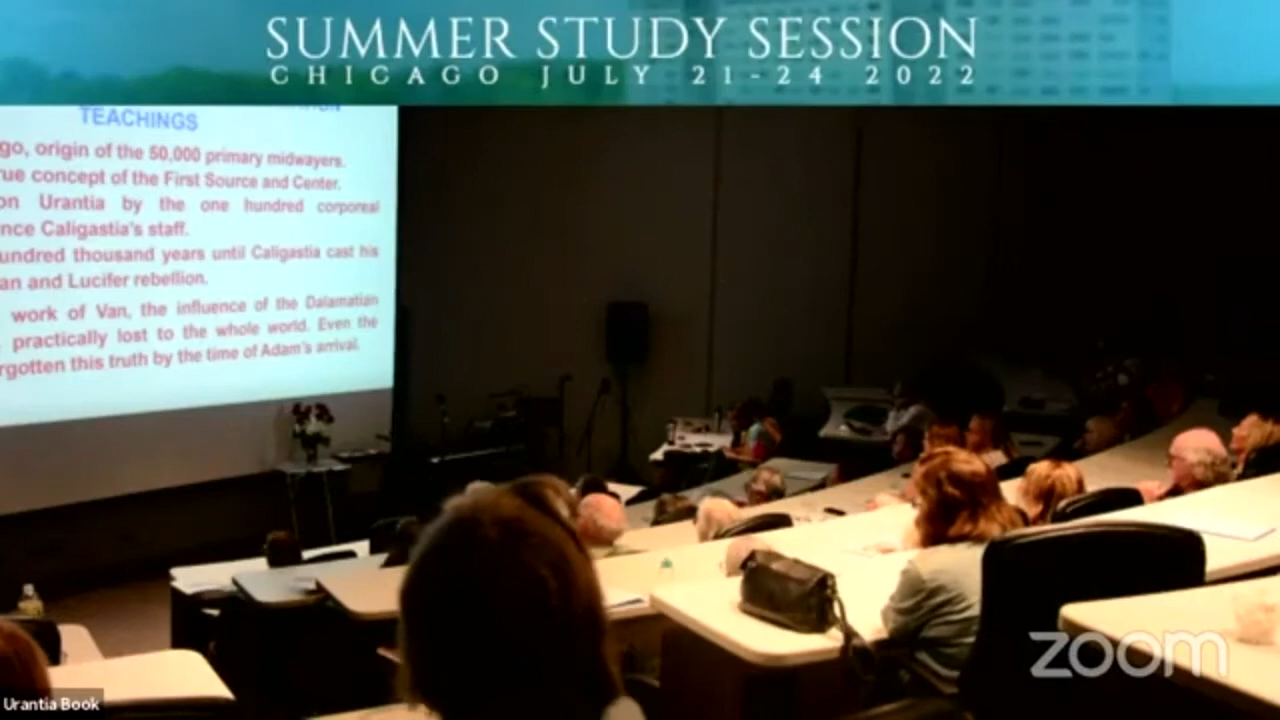 SUMMER STUDY SESSION
CHICAGO JULY 21-24 2022
TEACHINGS
go, origin of the 50,000 primary midwayers.
rue concept of the First Source and Center.
on Urantia by the one hundred corporeal
nce Caligastia's staff.
undred thousand years until Caligastia cast his
an and Lucifer rebellion.
work of Van, the influence of the Dalamatian
practically lost to the whole world. Even the
rgotten this truth by the time of Adam's arrival.
zoom
Urantia Book